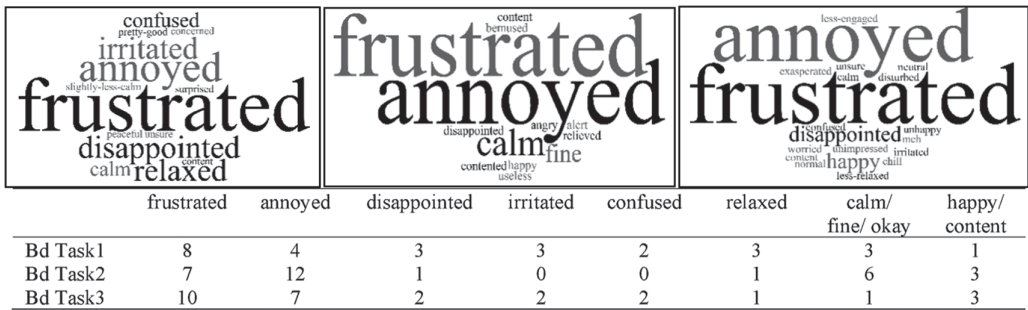 confused
pretty-good concerned
irritated
annoyed
slightly-less-calm surprised
frustrated
peaceful unsure
disappointed
content
calm relaxed
content
bemused
frustrated
annoyed
disappointed angry alert
calm relieved
fine
contented happy
useless
less-engaged
annoyed
exasperated unsure neutral
calm disturbed
frustrated
confused
disappointed unhappy
meh
worried unimpressed irritated
content happy chill
normal
less-relaxed
frustrated annoyed disappointed irritated confused relaxed calm/ happy/
fine/ okay content
Bd Task1 8 4 3 3 2 3 3 1
Bd Task2 7 12 1 0 0 1 6 3
Bd Task3 10 7 2 2 2 1 1 3